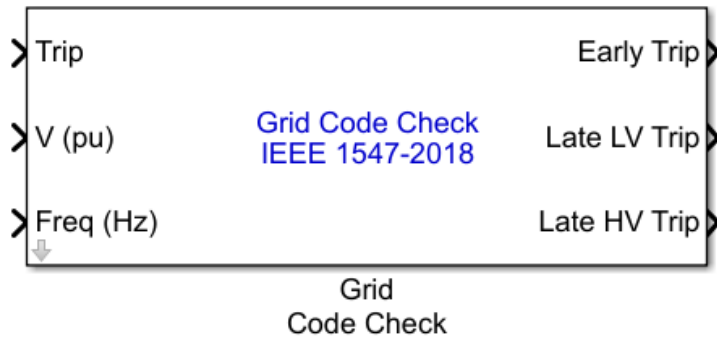 Trip
Early Trip
V (pu)
Grid Code Check
IEEE 1547-2018
Late LV Trip
Freq (Hz)
Late HV Trip
Grid
Code Check